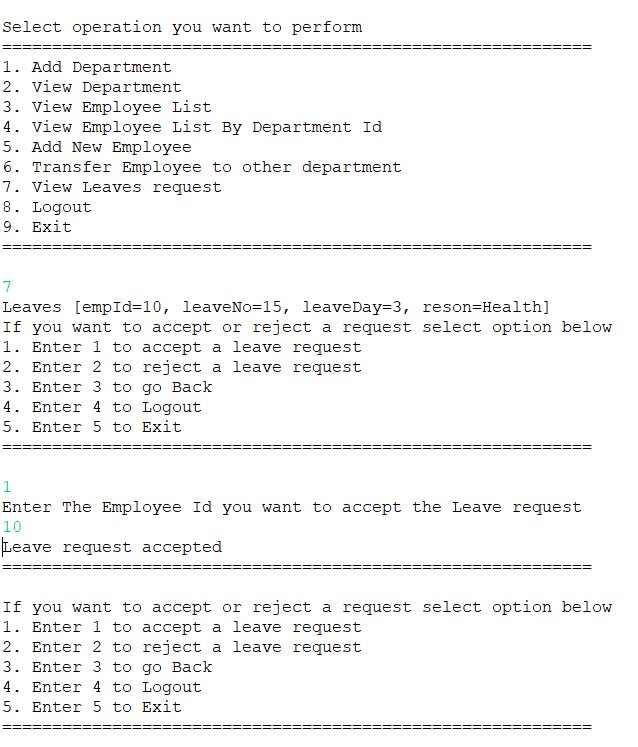 Select operation you want to perform
===========================================================
1. Add Department
2. View Department
3. View Employee List
4. View Employee List By Department Id
5. Add New Employee
6. Transfer Employee to other department
7. View Leaves request
8. Logout
9. Exit
===========================================================
7
Leaves [empId=10, leaveNo=15, leaveDay=3, reson=Health]
If you want to accept or reject a request select option below
1. Enter 1 to accept a leave request
2. Enter 2 to reject a leave request
3. Enter 3 to go Back
4. Enter 4 to Logout
5. Enter 5 to Exit
===========================================================
1
Enter The Employee Id you want to accept the Leave request
10
Leave request accepted
===========================================================
If you want to accept or reject a request select option below
1. Enter 1 to accept a leave request
2. Enter 2 to reject a leave request
3. Enter 3 to go Back
4. Enter 4 to Logout
5. Enter 5 to Exit
===========================================================